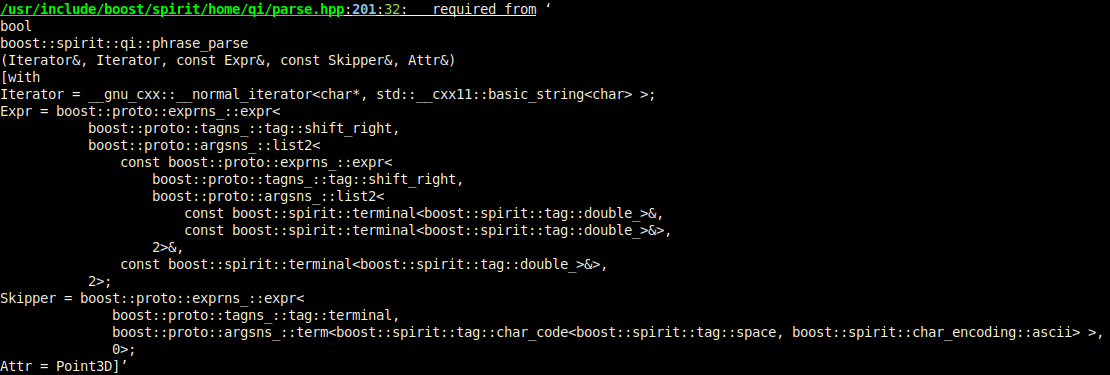 /usr/include/boost/spirit/home/qi/parse.hpp:201:32:   required from ‘
bool
boost::spirit::qi::phrase_parse
(Iterator&, Iterator, const Expr&, const Skipper&, Attr&)
[with
Iterator = __gnu_cxx::__normal_iterator<char*, std::__cxx11::basic_string<char> >;
Expr = boost::proto::exprns_::expr<
           boost::proto::tagns_::tag::shift_right,
           boost::proto::argsns_::list2<
               const boost::proto::exprns_::expr<
                   boost::proto::tagns_::tag::shift_right,
                   boost::proto::argsns_::list2<
                       const boost::spirit::terminal<boost::spirit::tag::double_>&,
                       const boost::spirit::terminal<boost::spirit::tag::double_>&>,
                   2>&,
               const boost::spirit::terminal<boost::spirit::tag::double_>&>,
           2>;
Skipper = boost::proto::exprns_::expr<
              boost::proto::tagns_::tag::terminal,
              boost::proto::argsns_::term<boost::spirit::tag::char_code<boost::spirit::tag::space, boost::spirit::char_encoding::ascii> >,
              0>;
Attr = Point3D]’